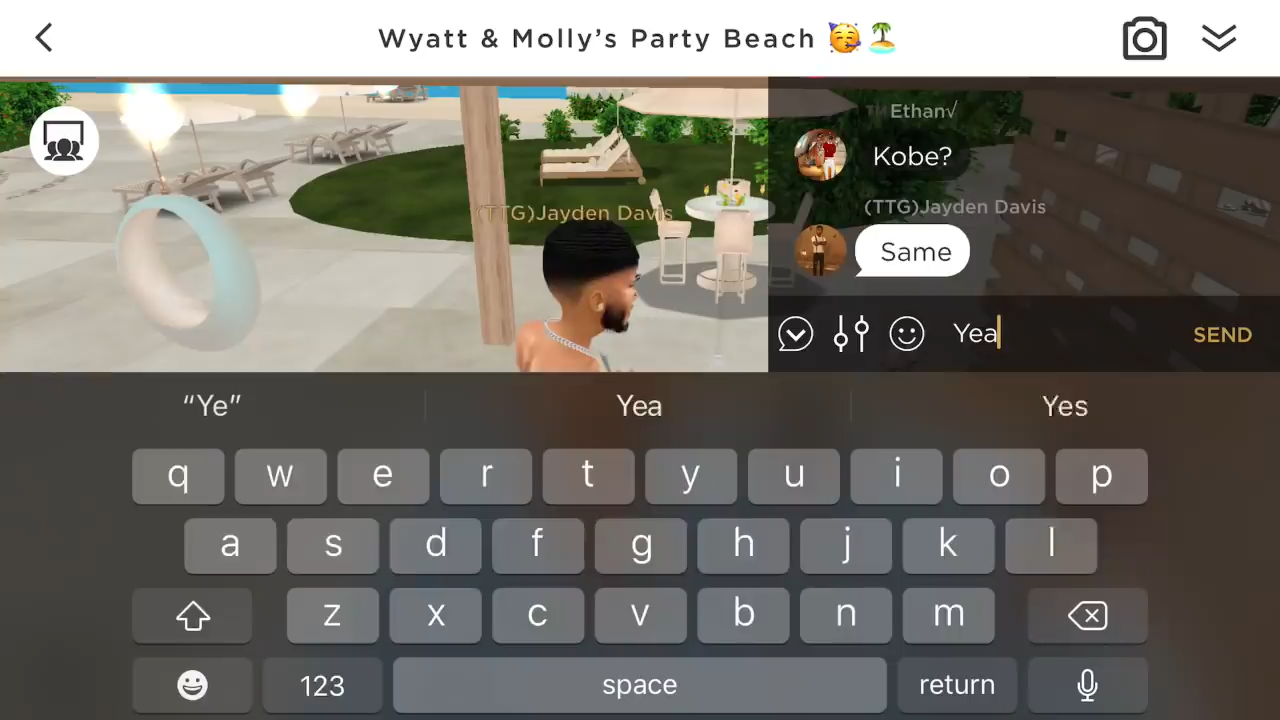 Wyatt & Molly’s Party Beach 🥳🏝️
™Ethan√
Kobe?
(TTG)Jayden Davis
(TTG)Jayden Davis
Same
Yea
SEND
“Ye”
Yea
Yes
q w e r t y u i o p
a s d f g h j k l
z x c v b n m
123
space
return